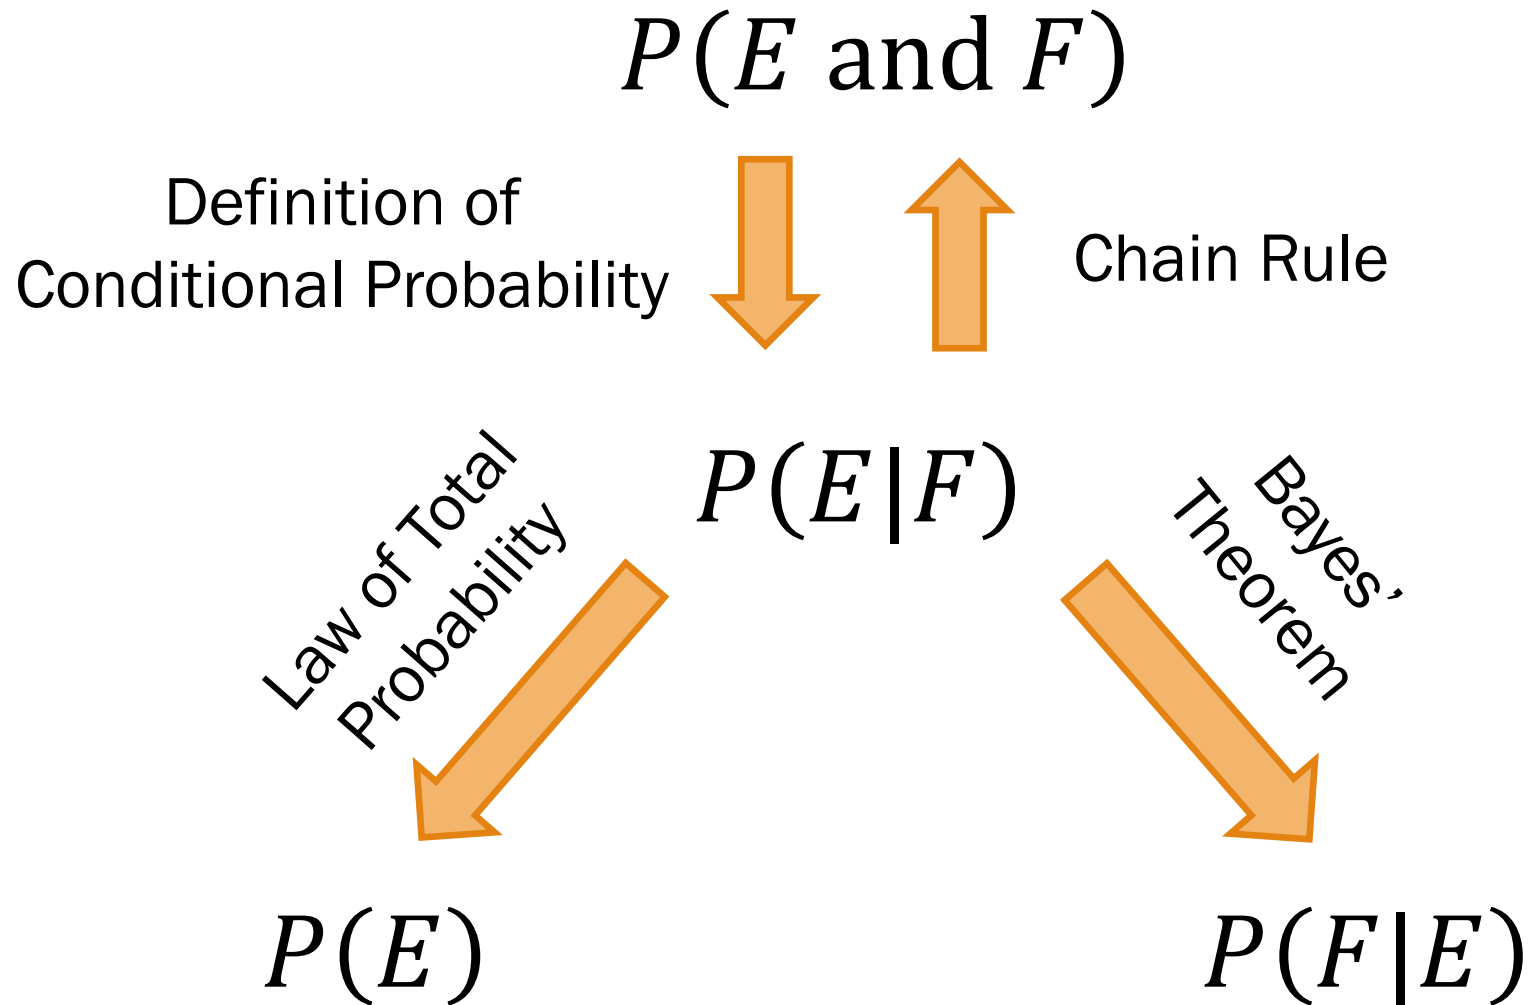 P(E and F)
Definition of
Conditional Probability
Chain Rule
P(E|F)
Law of Total
Probability
Bayes’
Theorem
P(E)
P(F|E)